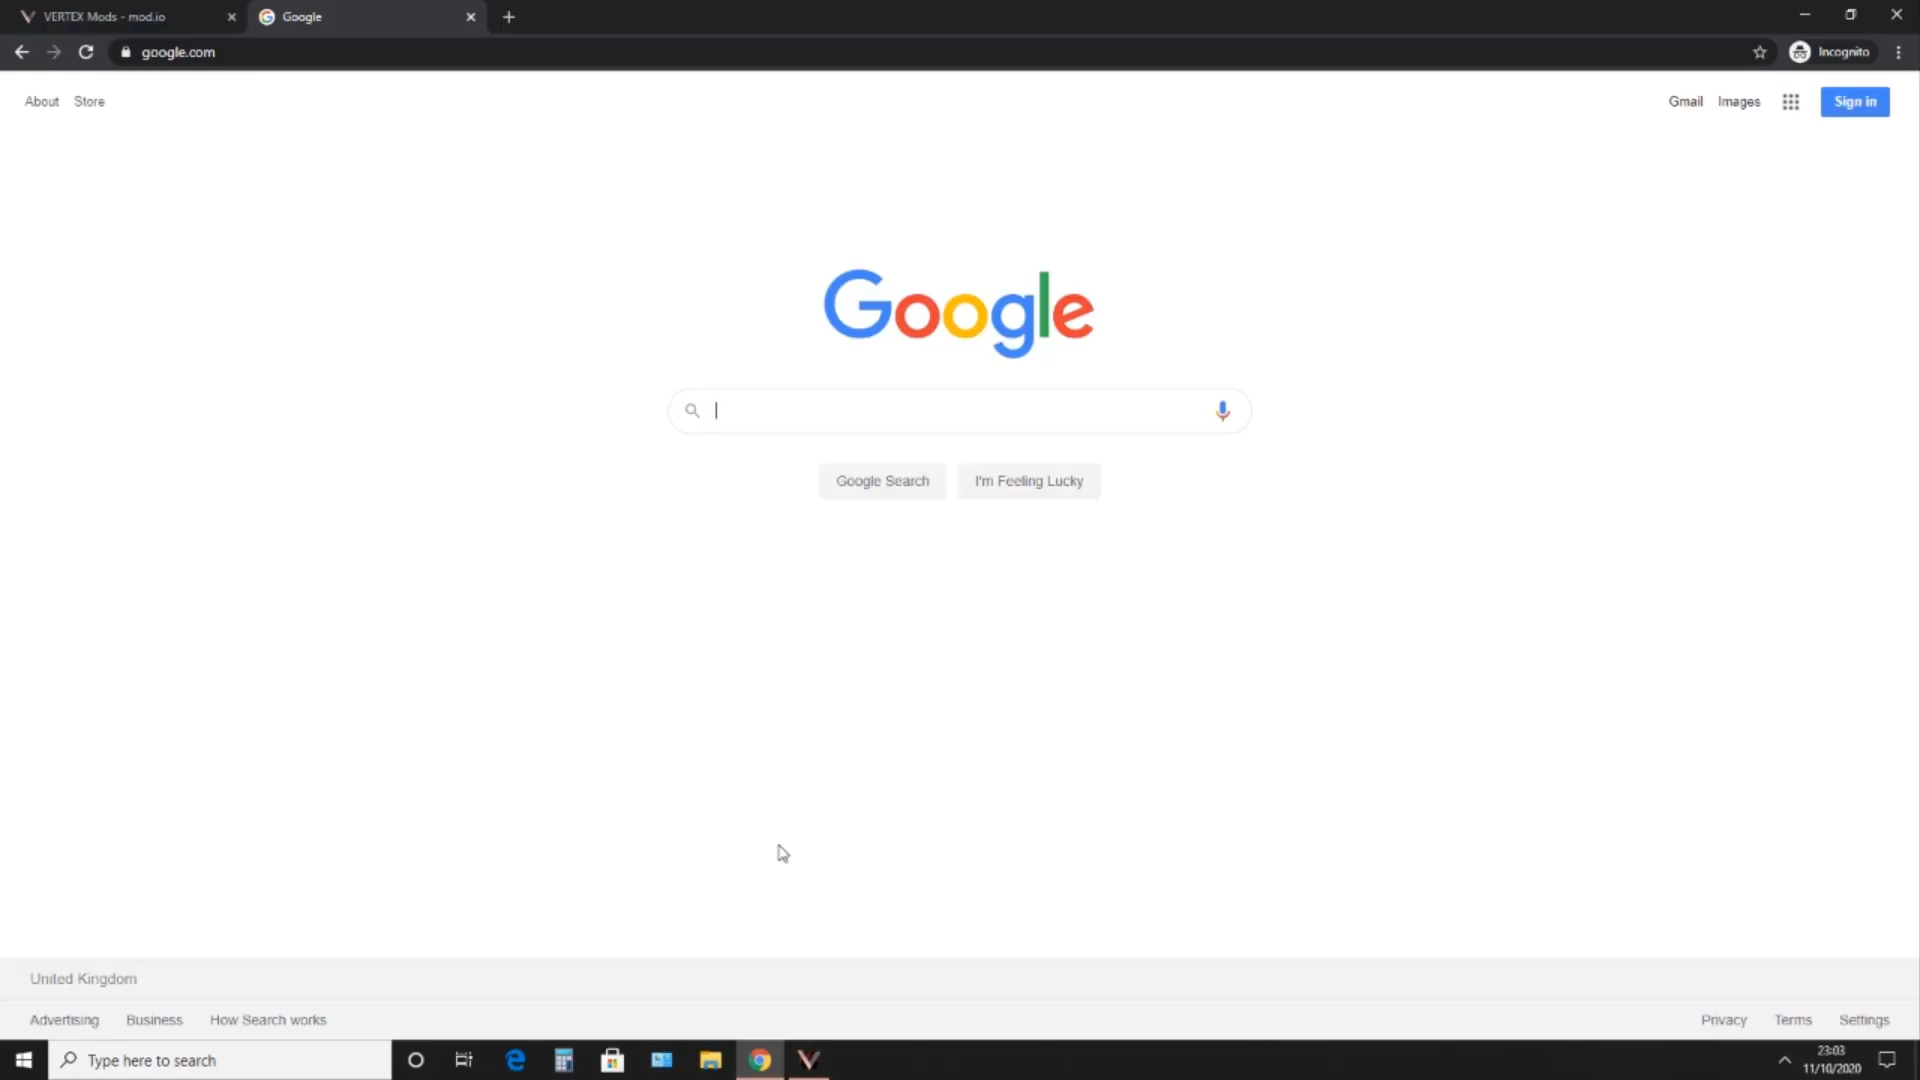 VERTEX Mods - mod.io
Google
google.com
Incognito
About Store
Gmail Images Sign in
Google
Google Search I'm Feeling Lucky
United Kingdom
Advertising Business How Search works
Privacy Terms Settings
Type here to search
23:03
11/10/2020